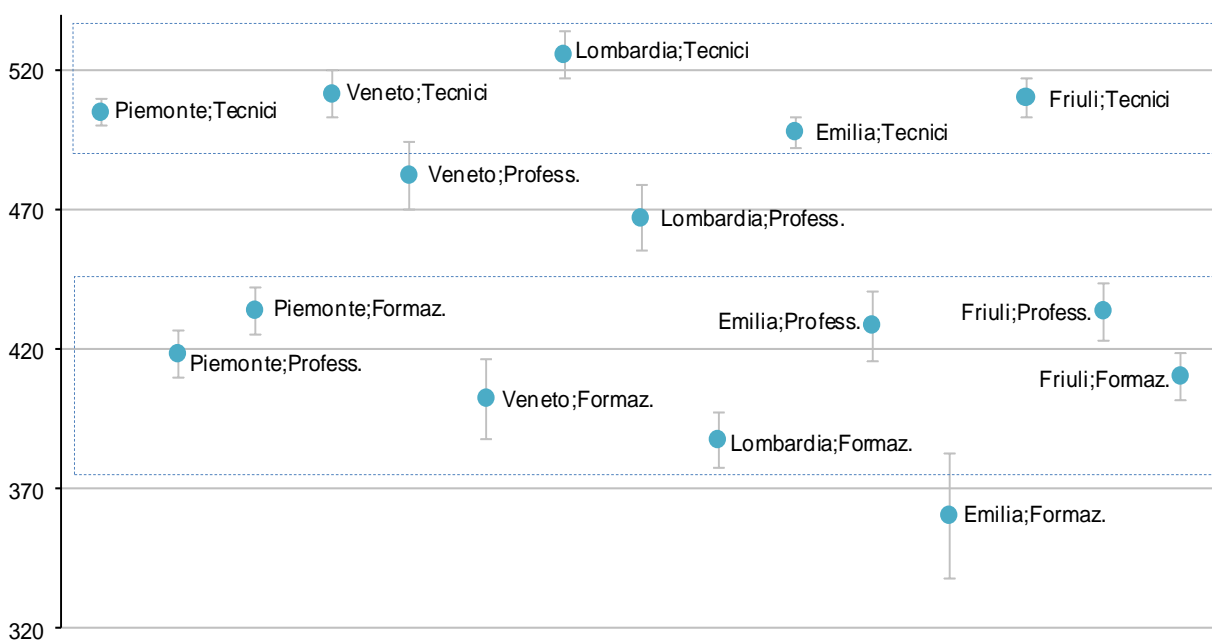 Lombardia;Tecnici
520
Veneto;Tecnici
Friuli;Tecnici
Piemonte;Tecnici
Emilia;Tecnici
Veneto;Profess.
470
Lombardia;Profess.
Piemonte;Formaz.
Friuli;Profess.
Emilia;Profess.
420
Piemonte;Profess.
Friuli;Formaz.
Veneto;Formaz.
Lombardia;Formaz.
370
Emilia;Formaz.
320